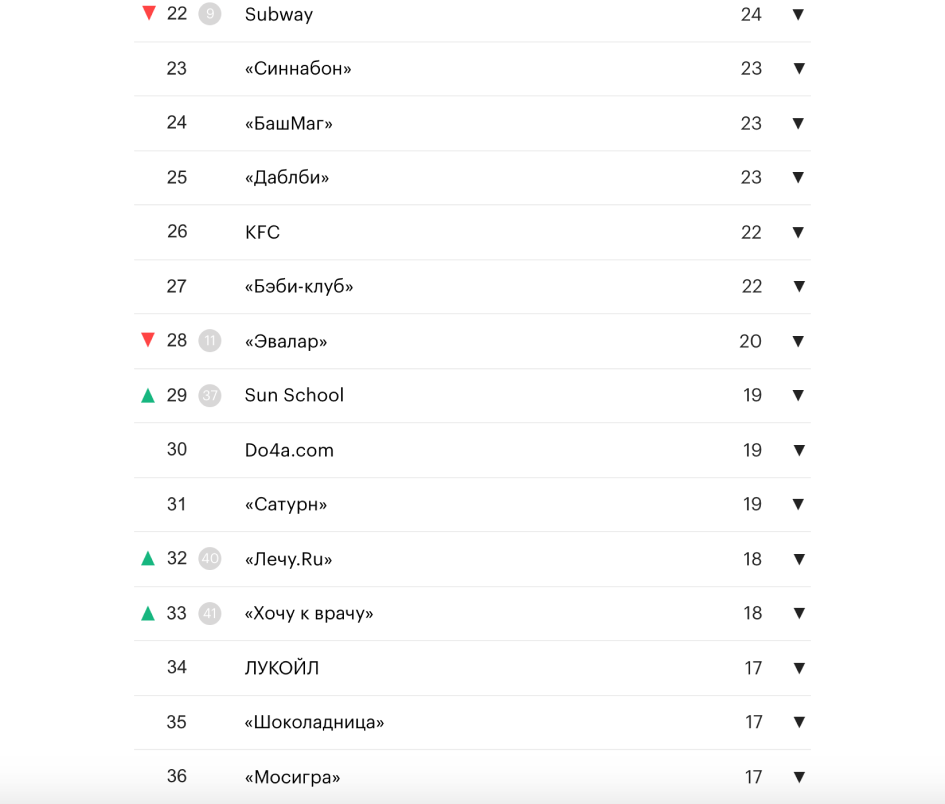 22 9 Subway 24
23 «Синнабон» 23
24 «БашМаг» 23
25 «Даблби» 23
26 KFC 22
27 «Бэби-клуб» 22
28 11 «Эвалар» 20
29 37 Sun School 19
30 Do4a.com 19
31 «Сатурн» 19
32 40 «Лечу.Ru» 18
33 41 «Хочу к врачу» 18
34 ЛУКОЙЛ 17
35 «Шоколадница» 17
36 «Мосигра» 17